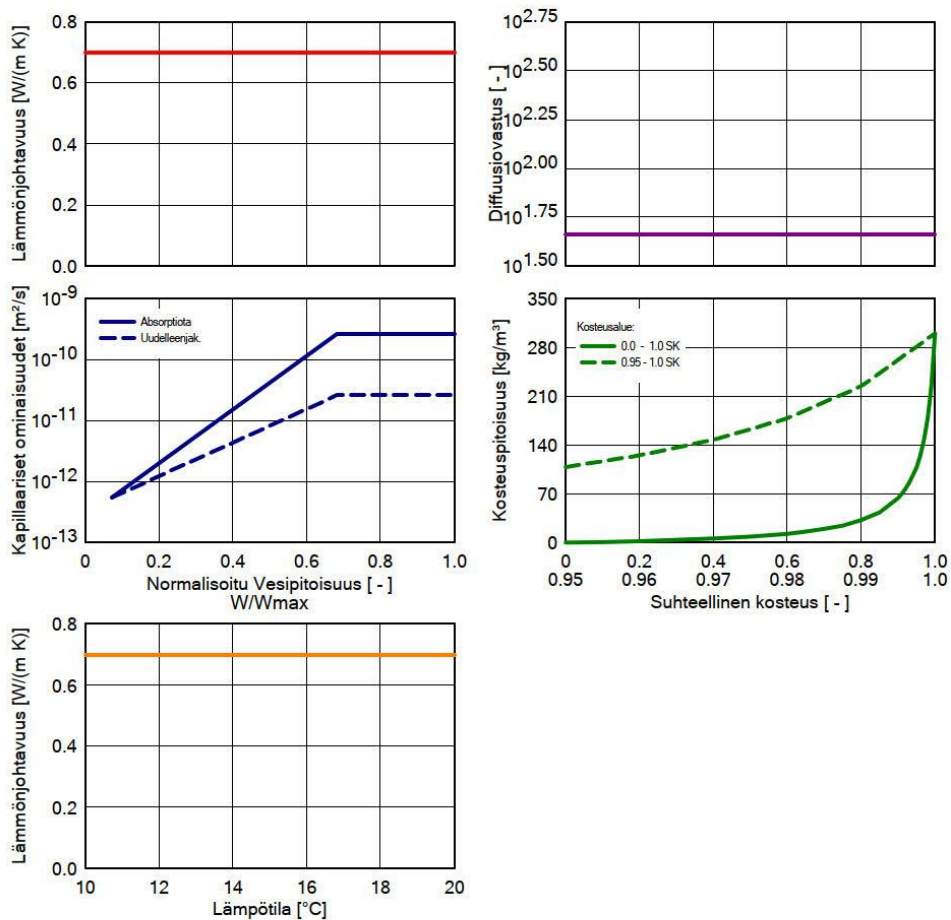 Lämmönjohtavuus [W/(m K)]
0.8
0.6
0.4
0.2
0.0
Diffuusiovastus [ - ]
10^2.75
10^2.50
10^2.25
10^2.00
10^1.75
10^1.50
Kapillaariset ominaisuudet [m²/s]
10^-9
10^-10
10^-11
10^-12
10^-13
Absorptiota
Uudelleenjak.
0 0.2 0.4 0.6 0.8 1.0
Normalisoitu Vesipitoisuus [ - ]
W/Wmax
Kosteuspitoisuus [kg/m³]
350
280
210
140
70
0
Kosteusalue:
0.0 - 1.0 SK
0.95 - 1.0 SK
0 0.2 0.4 0.6 0.8 1.0
0.95 0.96 0.97 0.98 0.99 1.0
Suhteellinen kosteus [ - ]
Lämmönjohtavuus [W/(m K)]
0.8
0.6
0.4
0.2
0.0
10 12 14 16 18 20
Lämpötila [°C]